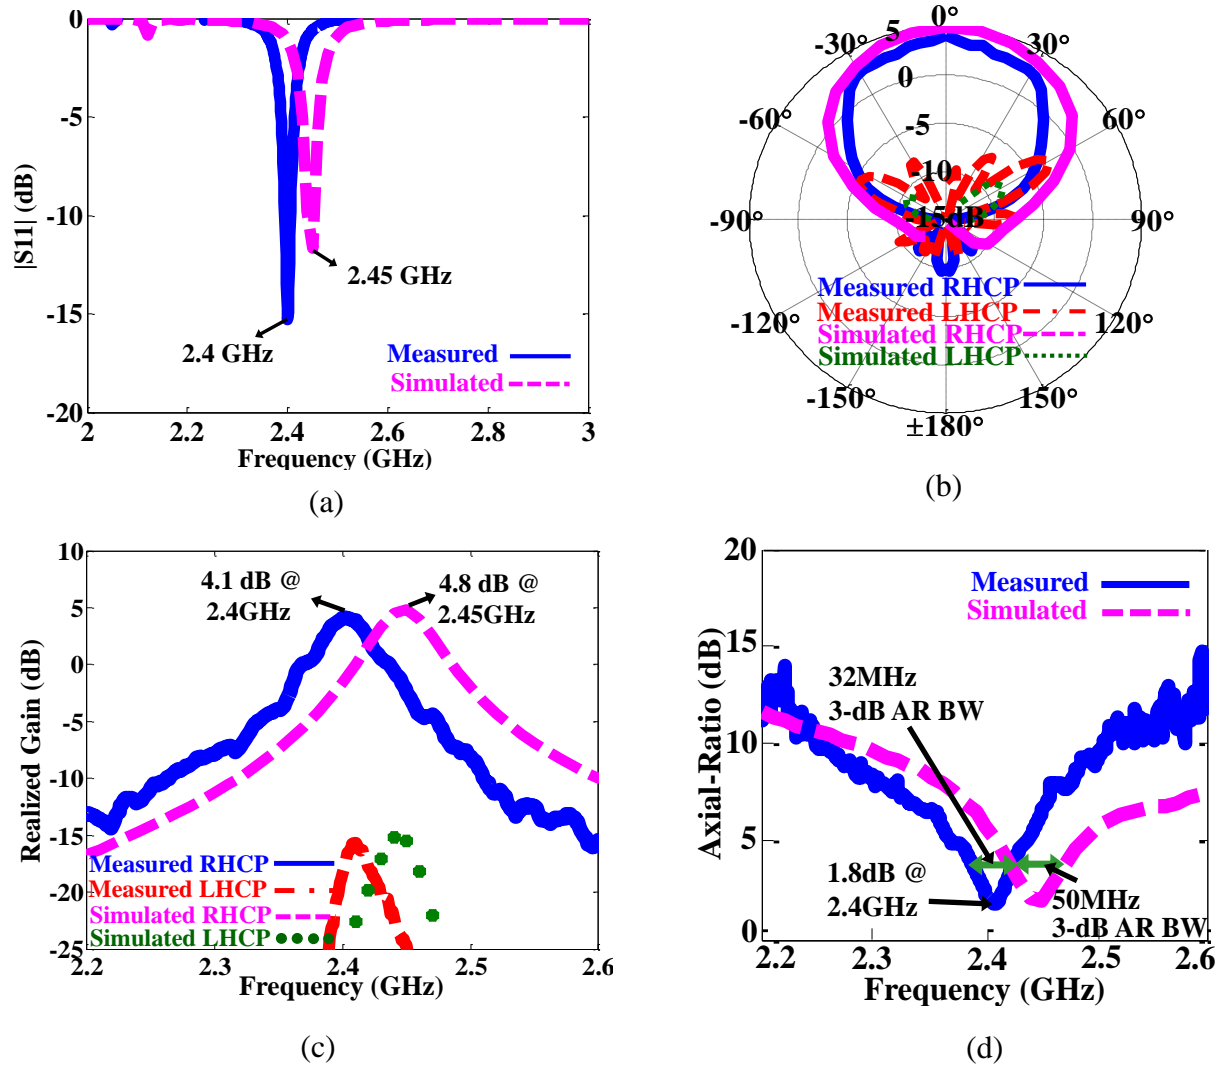 0
-5
-10
-15
-20
|S11| (dB)
2.45 GHz
2.4 GHz
Measured
Simulated
2 2.2 2.4 2.6 2.8 3
Frequency (GHz)
(a)
0°
-30° 5 30°
0
-60° -5 60°
-10
-90° -15dB 90°
Measured RHCP
Measured LHCP
Simulated RHCP
Simulated LHCP
-120° 120°
-150° 150°
±180°
(b)
10
5
0
-5
-10
-15
-20
-25
Realized Gain (dB)
4.1 dB @
2.4GHz
4.8 dB @
2.45GHz
Measured RHCP
Measured LHCP
Simulated RHCP
Simulated LHCP
2.2 2.3 2.4 2.5 2.6
Frequency (GHz)
(c)
20
15
10
5
0
Axial-Ratio (dB)
Measured
Simulated
32MHz
3-dB AR BW
1.8dB @
2.4GHz
50MHz
3-dB AR BW
2.2 2.3 2.4 2.5 2.6
Frequency (GHz)
(d)